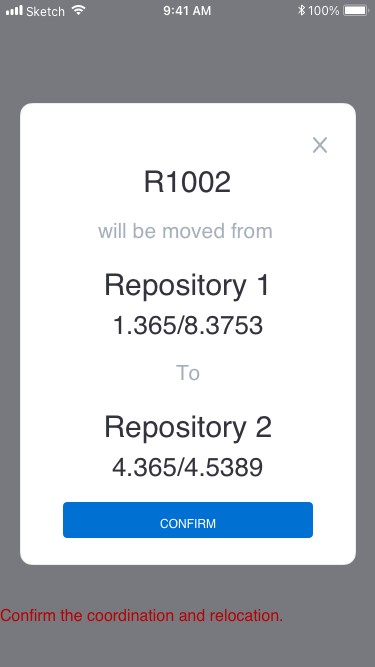 Sketch 9:41 AM 100%
R1002
will be moved from
Repository 1
1.365/8.3753
To
Repository 2
4.365/4.5389
CONFIRM
Confirm the coordination and relocation.